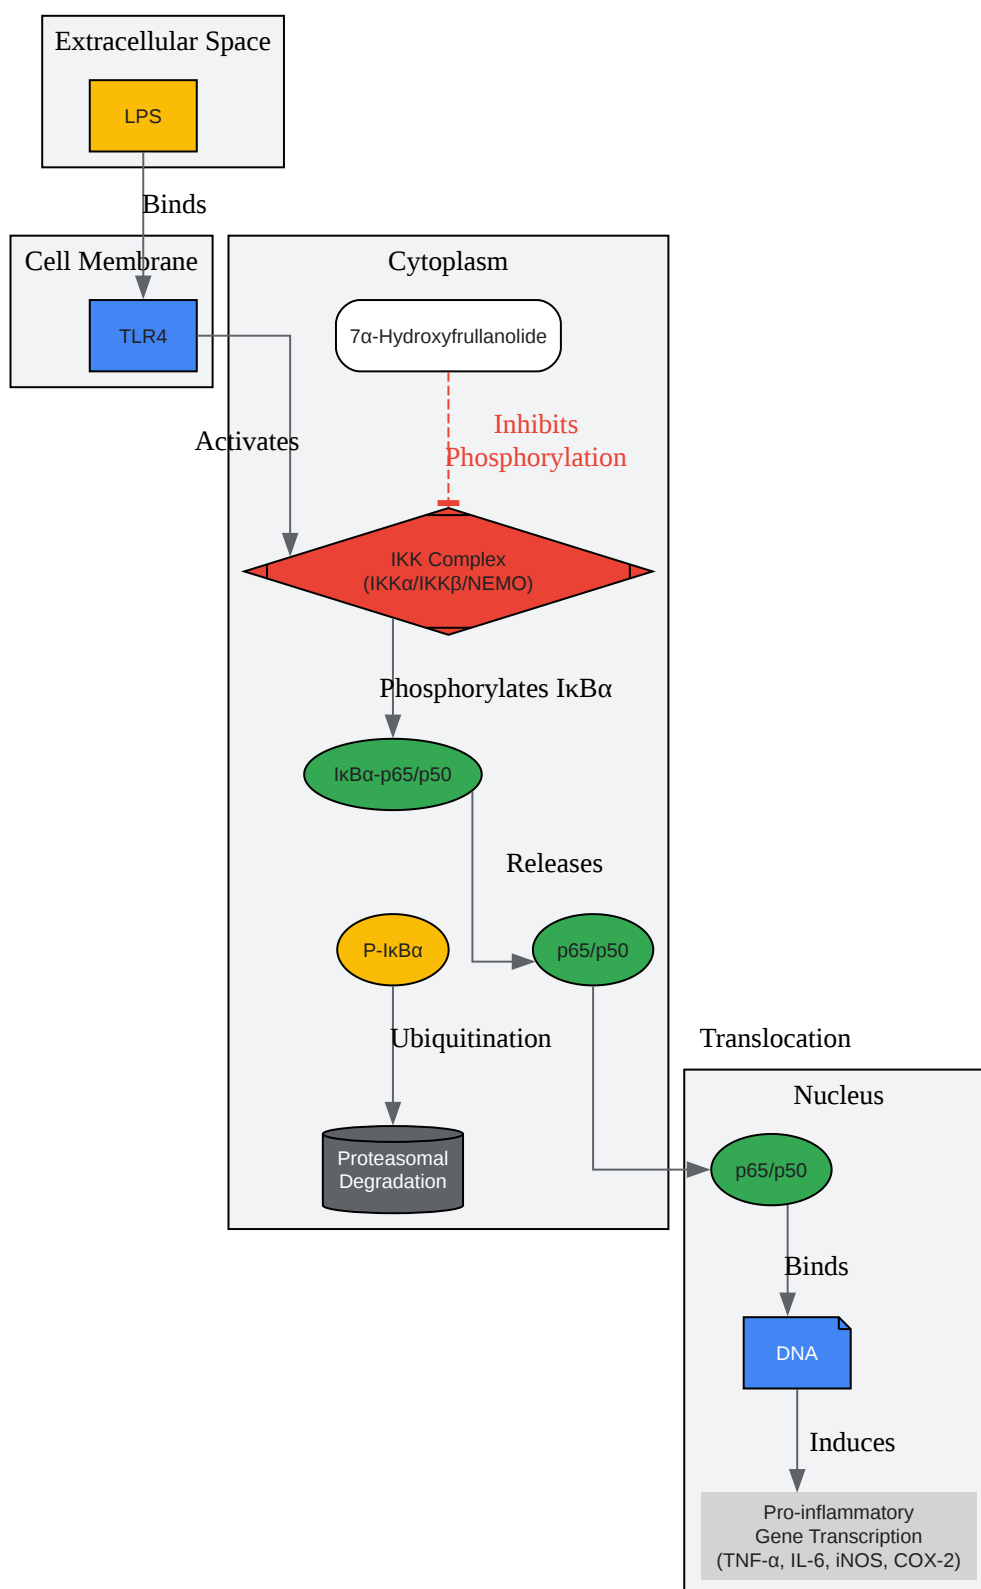 Extracellular Space
LPS
Binds
Cell Membrane
TLR4
Activates
Cytoplasm
7α-Hydroxyfrullanolide
Inhibits
Phosphorylation
IKK Complex
(IKKα/IKKβ/NEMO)
Phosphorylates IκBα
IκBα-p65/p50
Releases
P-IκBα
p65/p50
Ubiquitination
Proteasomal
Degradation
Translocation
Nucleus
p65/p50
Binds
DNA
Induces
Pro-inflammatory
Gene Transcription
(TNF-α, IL-6, iNOS, COX-2)